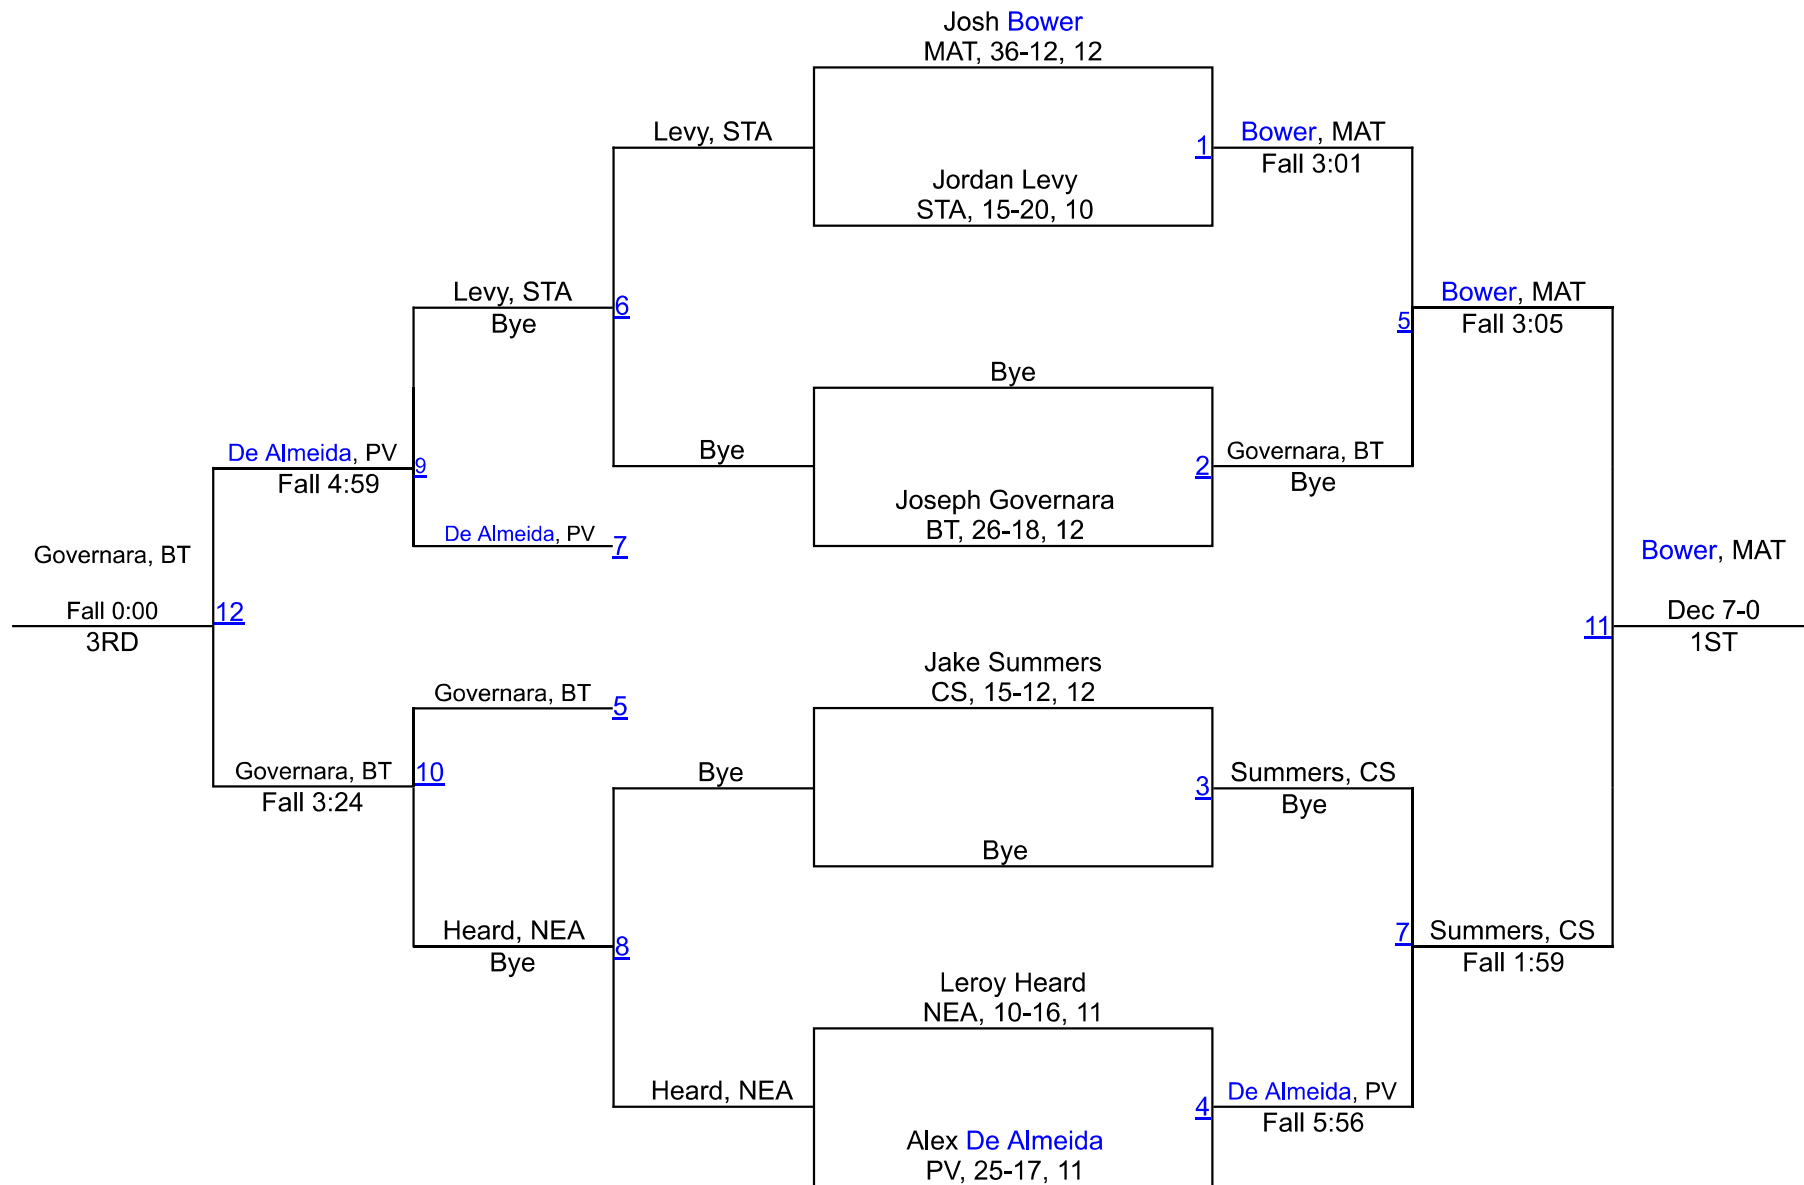 Josh Bower
MAT, 36-12, 12
Levy, STA
1
Bower, MAT
Fall 3:01
Jordan Levy
STA, 15-20, 10
Levy, STA
Bye
6
5
Bower, MAT
Fall 3:05
Bye
De Almeida, PV
Fall 4:59
9
Bye
2
Governara, BT
Bye
Joseph Governara
BT, 26-18, 12
De Almeida, PV
7
Governara, BT
Fall 0:00
3RD
12
Bower, MAT
11
Dec 7-0
1ST
Jake Summers
CS, 15-12, 12
Governara, BT
5
Governara, BT
Fall 3:24
10
Bye
3
Summers, CS
Bye
Bye
Heard, NEA
Bye
8
7
Summers, CS
Fall 1:59
Leroy Heard
NEA, 10-16, 11
Heard, NEA
4
De Almeida, PV
Fall 5:56
Alex De Almeida
PV, 25-17, 11